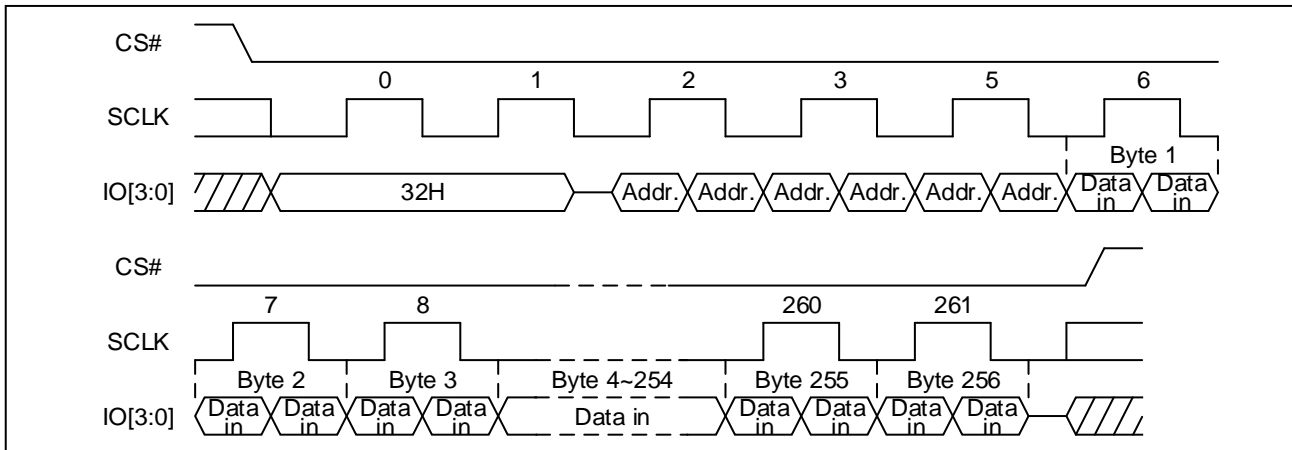 CS#
0 1 2 3 5 6
SCLK
Byte 1
IO[3:0] 32H Addr. Addr. Addr. Addr. Addr. Addr. Data in Data in
CS#
7 8 260 261
SCLK
Byte 2 Byte 3 Byte 4~254 Byte 255 Byte 256
IO[3:0] Data in Data in Data in Data in Data in Data in Data in Data in Data in